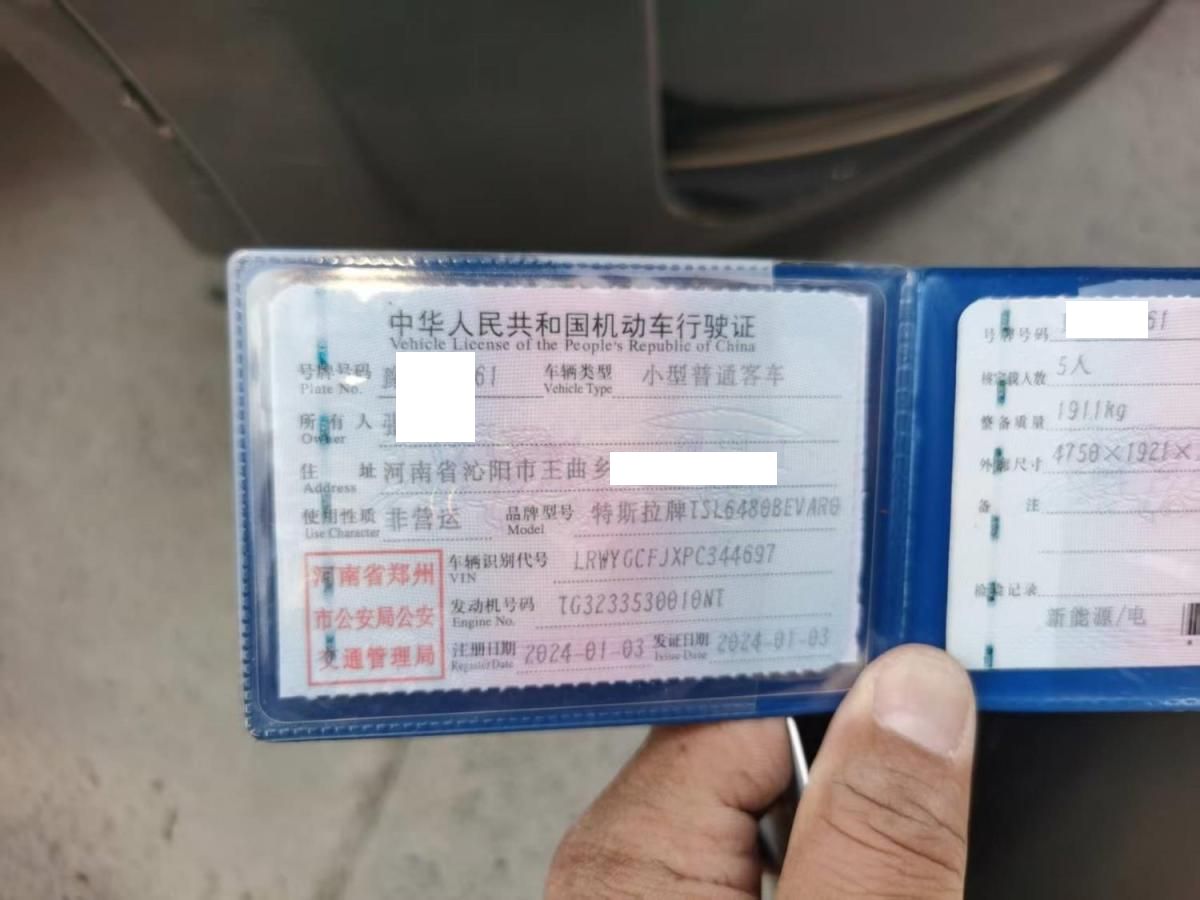 中华人民共和国机动车行驶证
Vehicle License of the People's Republic of China
号牌号码 豫 61 车辆类型 小型普通客车
Plate No. Vehicle Type
所有人 张
Owner
住址 河南省沁阳市王曲乡
Address
使用性质 非营运 品牌型号 特斯拉牌TSL6480BEVAR0
Use Character Model
河南省郑州
市公安局公安
交通管理局
车辆识别代号 LRWYGCFJXPC344697
VIN
发动机号码 TG3233530010NT
Engine No.
注册日期 2024-01-03 发证日期 2024-01-03
Register Date Issue Date
号牌号码 61
核定载人数 5人
整备质量 1911kg
外廓尺寸 4750×1921×
备注
检验记录
新能源/电